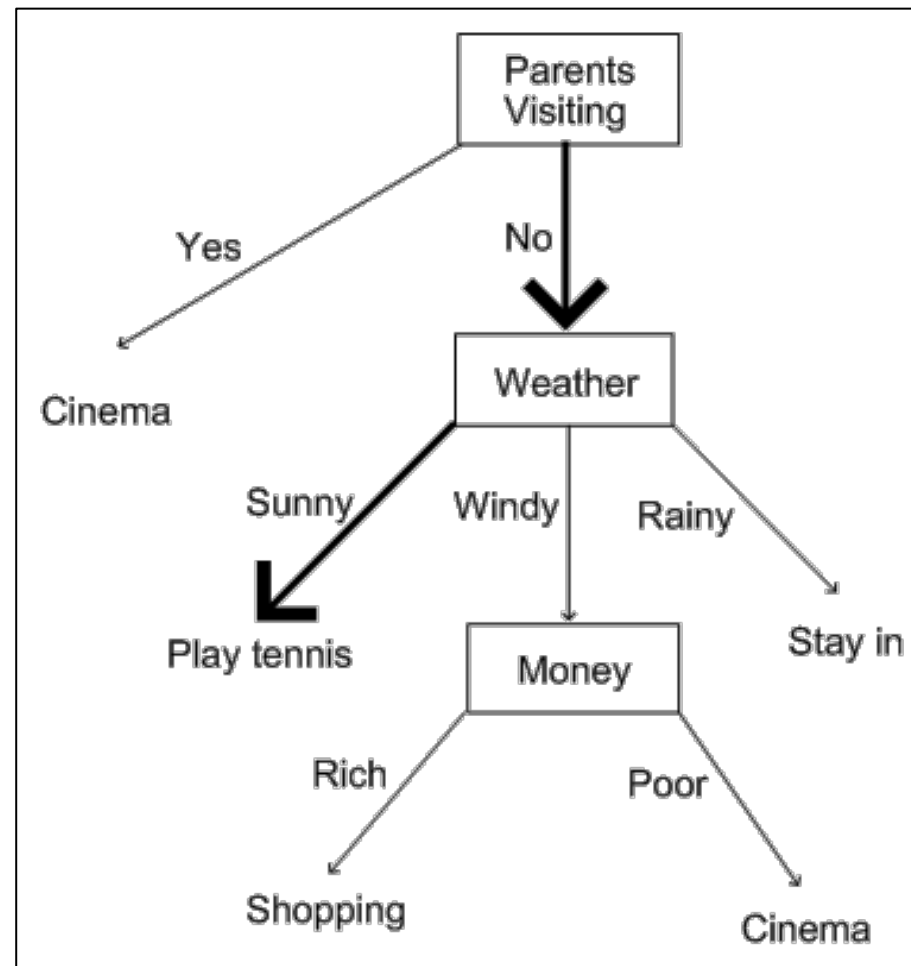 Parents
Visiting
Yes
No
Cinema
Weather
Sunny
Windy
Rainy
Play tennis
Stay in
Money
Rich
Poor
Shopping
Cinema